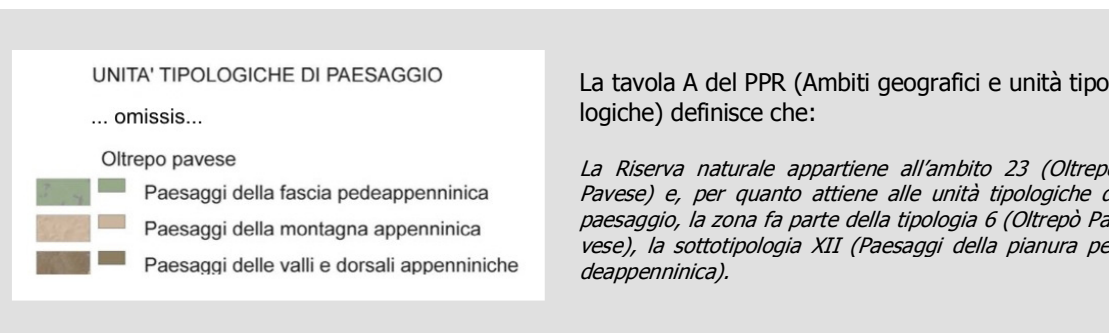 UNITA' TIPOLOGICHE DI PAESAGGIO
... omissis...
Oltrepo pavese
Paesaggi della fascia pedeappenninica
Paesaggi della montagna appenninica
Paesaggi delle valli e dorsali appenniniche
La tavola A del PPR (Ambiti geografici e unità tipo
logiche) definisce che:
La Riserva naturale appartiene all'ambito 23 (Oltrep
Pavese) e, per quanto attiene alle unità tipologiche
paesaggio, la zona fa parte della tipologia 6 (Oltrepò Pa
vese), la sottotipologia XII (Paesaggi della pianura pe
deappenninica).